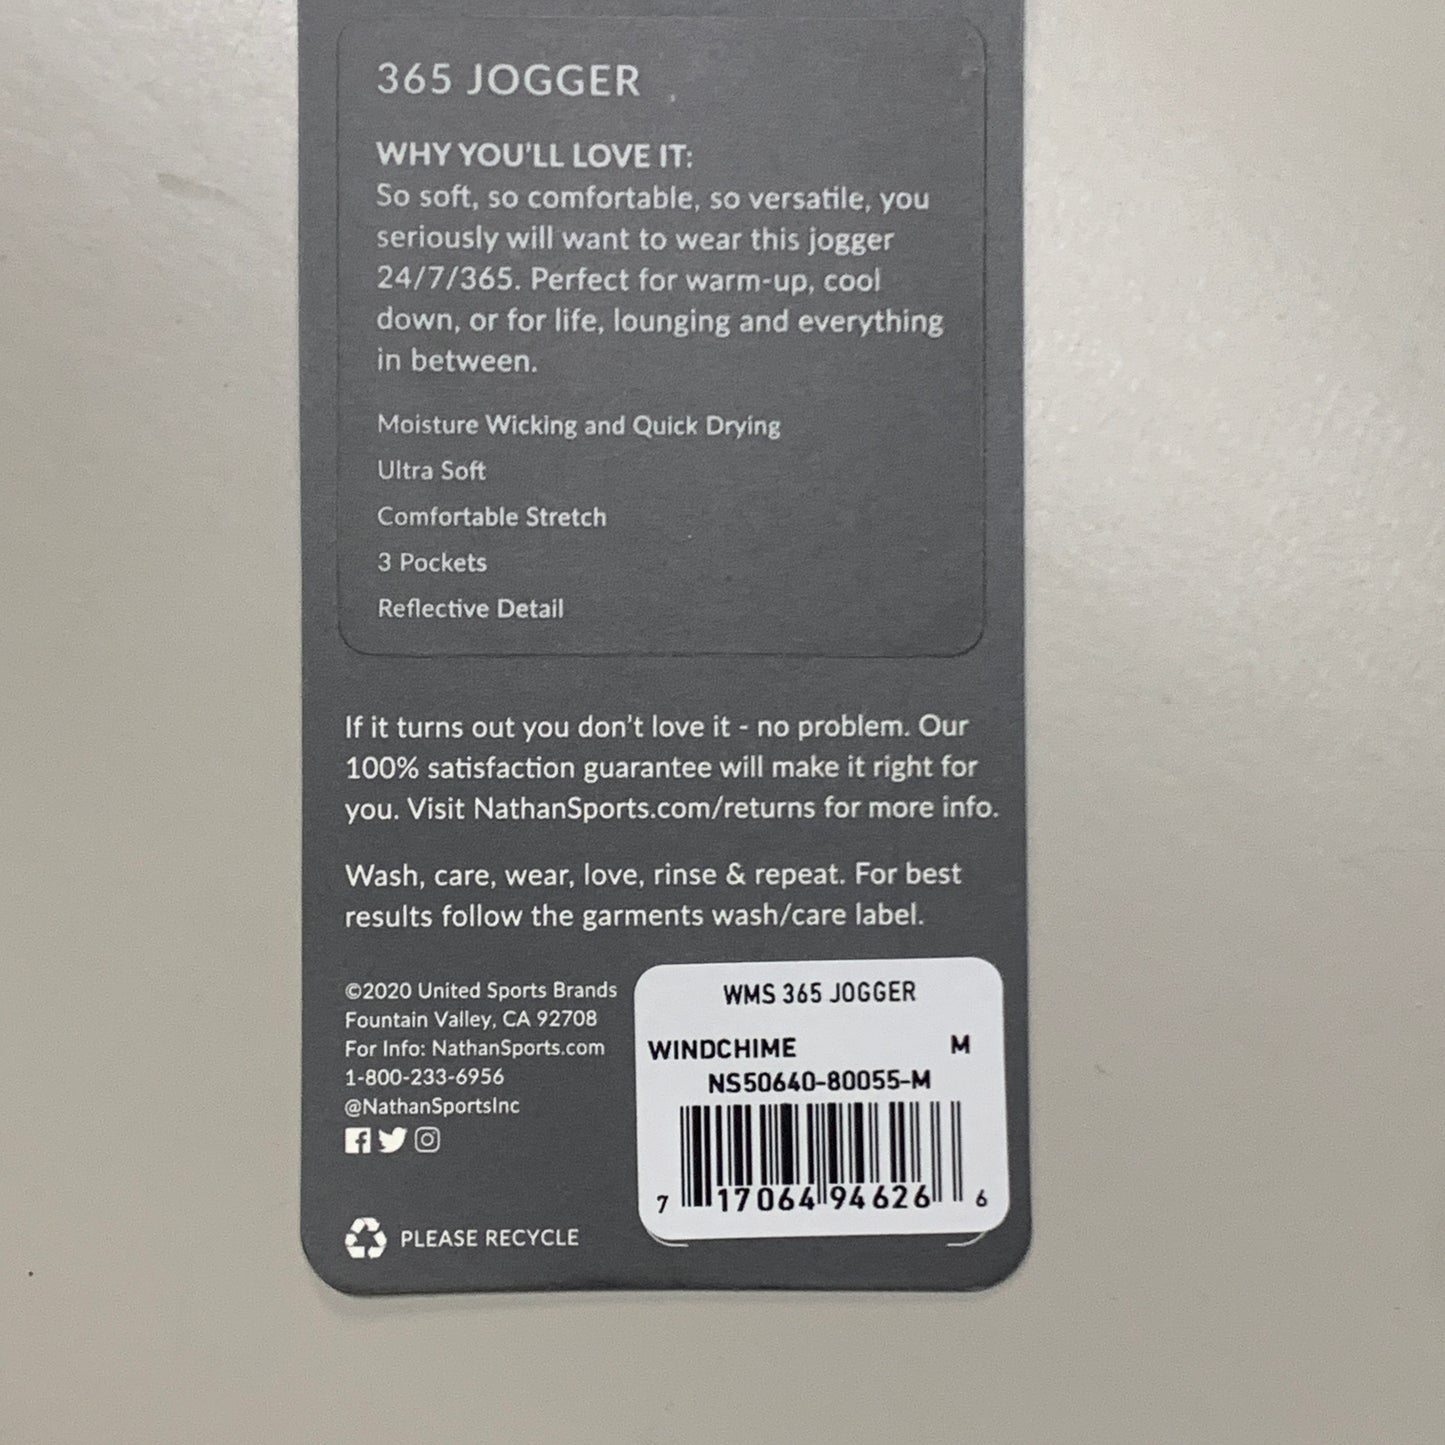 365 JOGGER
WHY YOU'LL LOVE IT:
So soft, so comfortable, so versatile, you
seriously will want to wear this jogger
24/7/365. Perfect for warm-up, cool
down, or for life, lounging and everything
in between.
Moisture Wicking and Quick Drying
Ultra Soft
Comfortable Stretch
3 Pockets
Reflective Detail
If it turns out you don't love it - no problem. Our
100% satisfaction guarantee will make it right for
you. Visit NathanSports.com/returns for more info.
Wash, care, wear, love, rinse & repeat. For best
results follow the garments wash/care label.
©2020 United Sports Brands
Fountain Valley, CA 92708
For Info: NathanSports.com
1-800-233-6956
@NathanSportsInc
PLEASE RECYCLE
WMS 365 JOGGER
WINDCHIME M
NS50640-80055-M
7 17064 94626 6